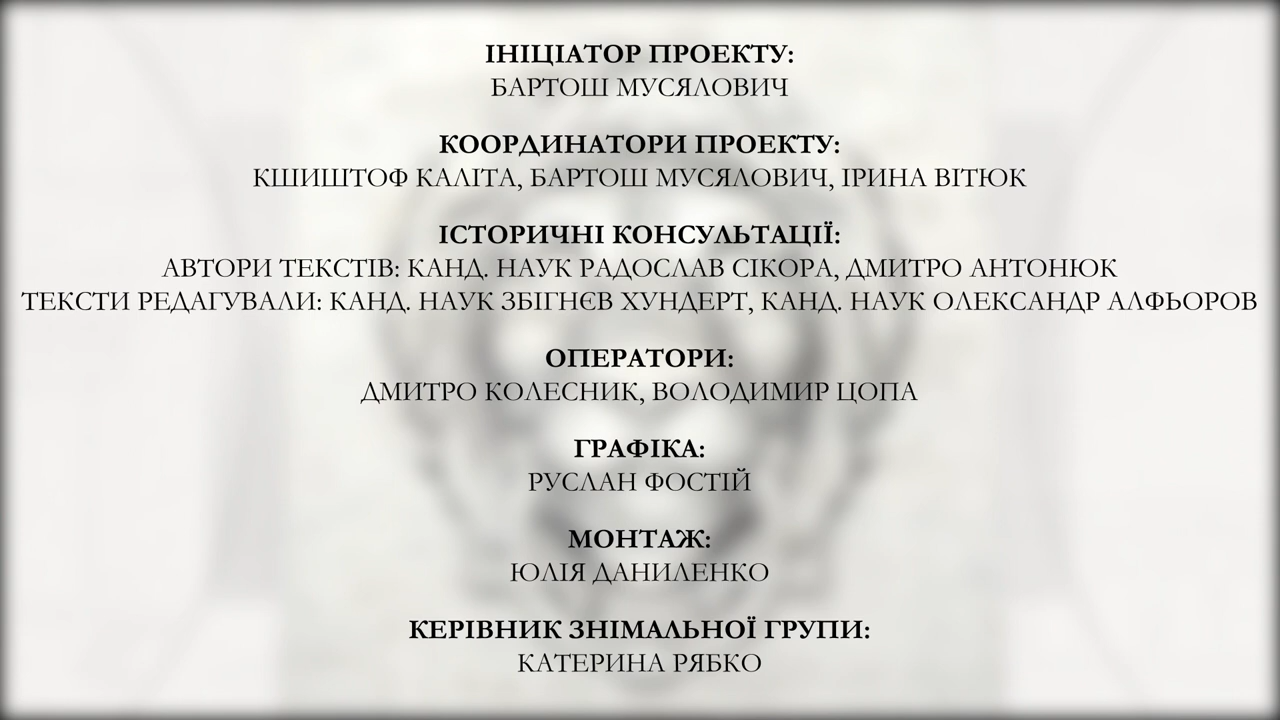 ІНІЦІАТОР ПРОЕКТУ:
БАРТОШ МУСЯЛОВИЧ
КООРДИНАТОРИ ПРОЕКТУ:
КШИШТОФ КАЛІТА, БАРТОШ МУСЯЛОВИЧ, ІРИНА ВІТЮК
ІСТОРИЧНІ КОНСУЛЬТАЦІЇ:
АВТОРИ ТЕКСТІВ: КАНД. НАУК РАДОСЛАВ СІКОРА, ДМИТРО АНТОНЮК
ТЕКСТИ РЕДАГУВАЛИ: КАНД. НАУК ЗБІГНЄВ ХУНДЕРТ, КАНД. НАУК ОЛЕКСАНДР АЛФЬОРОВ
ОПЕРАТОРИ:
ДМИТРО КОЛЕСНИК, ВОЛОДИМИР ЦОПА
ГРАФІКА:
РУСЛАН ФОСТІЙ
МОНТАЖ:
ЮЛІЯ ДАНИЛЕНКО
КЕРІВНИК ЗНІМАЛЬНОЇ ГРУПИ:
КАТЕРИНА РЯБКО